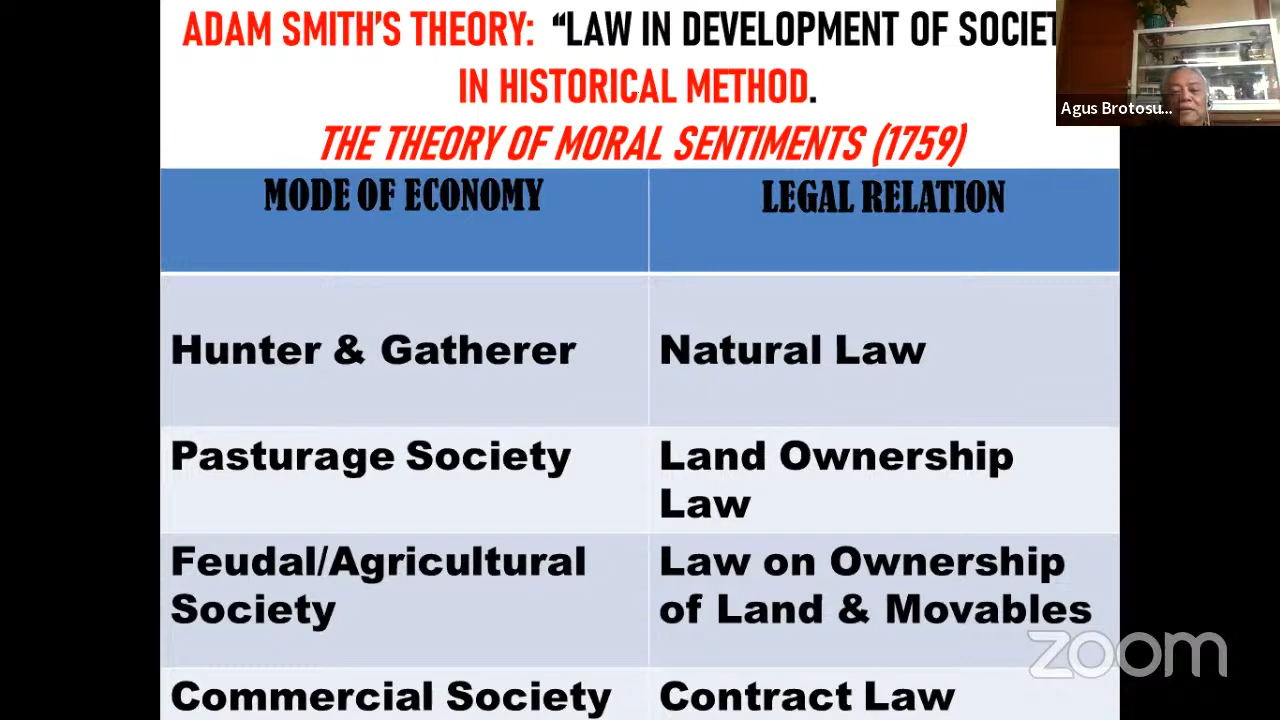 ADAM SMITH'S THEORY: “LAW IN DEVELOPMENT OF SOCIET
IN HISTORICAL METHOD.
THE THEORY OF MORAL SENTIMENTS (1759)
Agus Brotosu...
MODE OF ECONOMY
LEGAL RELATION
Hunter & Gatherer
Natural Law
Pasturage Society
Land Ownership
Law
Feudal/Agricultural
Society
Law on Ownership
of Land & Movables
Commercial Society
Contract Law
zoom